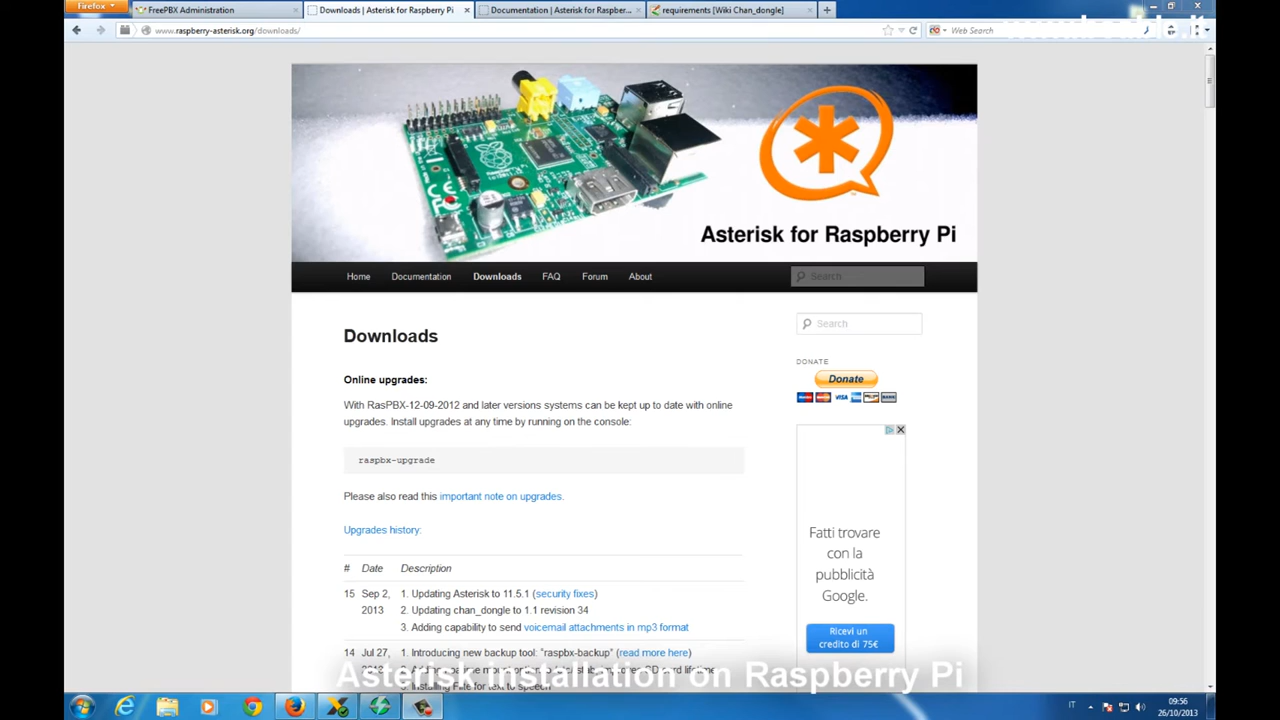 Firefox
FreePBX Administration
Downloads | Asterisk for Raspberry Pi
Documentation | Asterisk for Raspber...
requirements [Wiki Chan_dongle]
www.raspberry-asterisk.org/downloads/
Web Search
Asterisk for Raspberry Pi
Home Documentation Downloads FAQ Forum About
Search
Downloads
Search
DONATE
Donate
Online upgrades:
With RasPBX-12-09-2012 and later versions systems can be kept up to date with online
upgrades. Install upgrades at any time by running on the console:
raspbx-upgrade
Please also read this important note on upgrades.
Upgrades history:
# Date Description
15 Sep 2, 2013
1. Updating Asterisk to 11.5.1 (security fixes)
2. Updating chan_dongle to 1.1 revision 34
3. Adding capability to send voicemail attachments in mp3 format
14 Jul 27,
1. Introducing new backup tool: "raspbx-backup" (read more here)
Fatti trovare
con la
pubblicità
Google.
Ricevi un
credito di 75€
Asterisk installation on Raspberry Pi
IT
09:56
26/10/2013